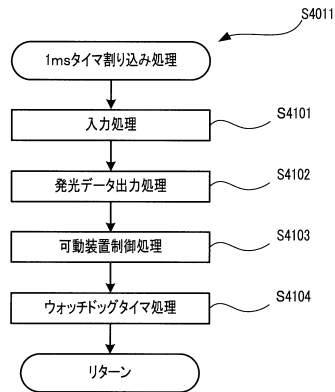 S4011
1msタイマ割り込み処理
入力処理
S4101
発光データ出力処理
S4102
可動装置制御処理
S4103
ウォッチドッグタイマ処理
S4104
リターン